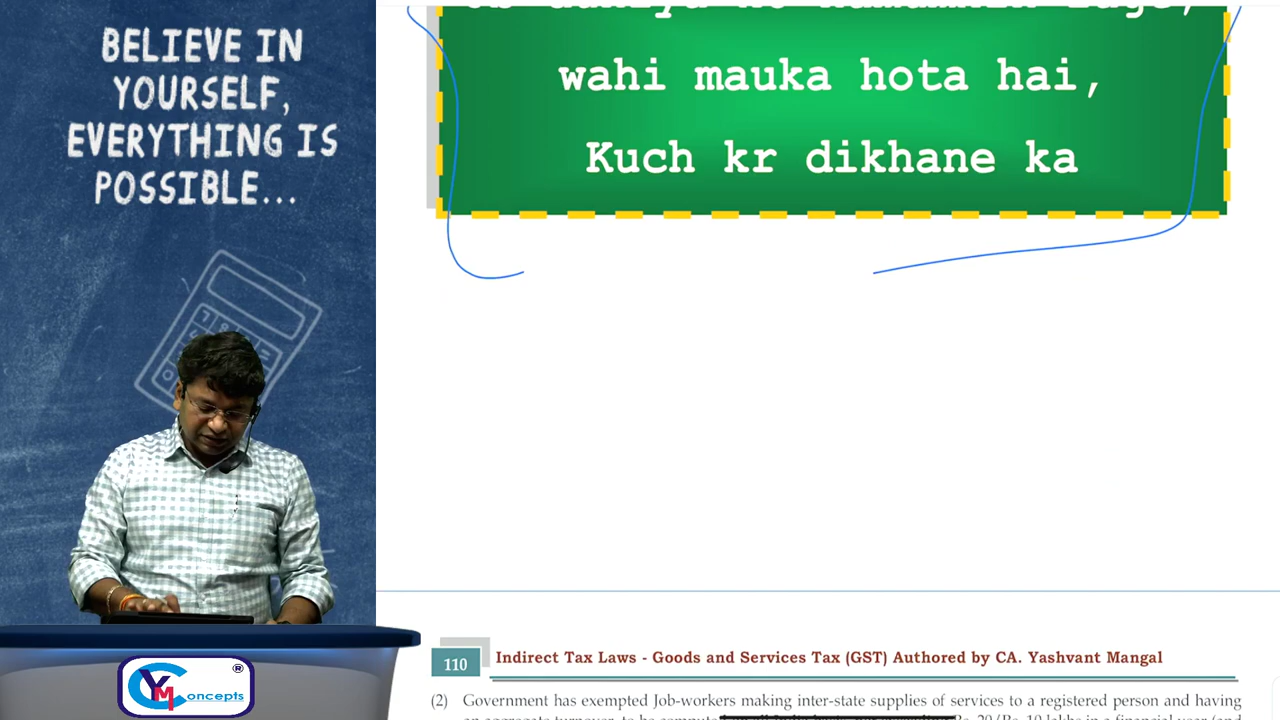 BELIEVE IN
YOURSELF,
EVERYTHING IS
POSSIBLE...
wahi mauka hota hai,
Kuch kr dikhane ka
YM Concepts ®
110
Indirect Tax Laws - Goods and Services Tax (GST) Authored by CA. Yashvant Mangal
(2) Government has exempted Job-workers making inter-state supplies of services to a registered person and having